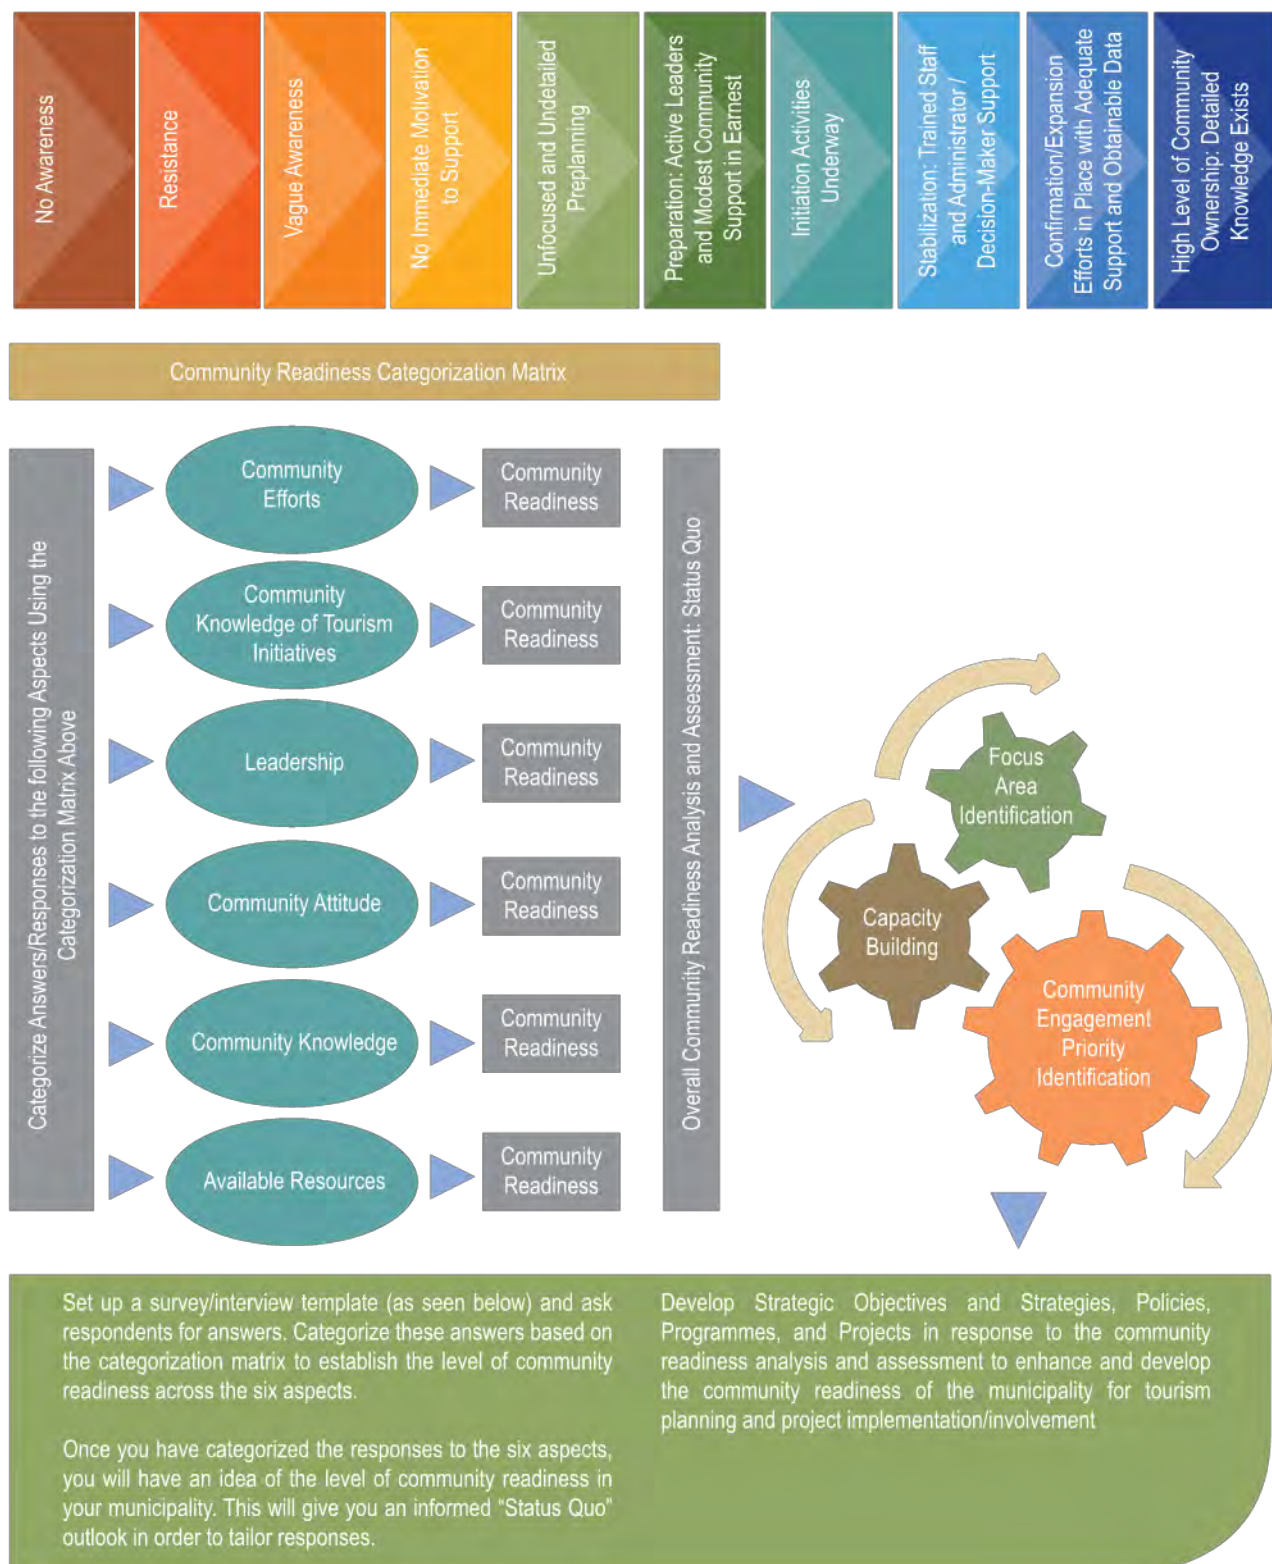 No Awareness
Resistance
Vague Awareness
No Immediate Motivation
to Support
Unfocused and Undetailed
Preplanning
Preparation: Active Leaders
and Modest Community
Support in Earnest
Initiation Activities
Underway
Stabilization: Trained Staff
and Administrator /
Decision-Maker Support
Confirmation/Expansion
Efforts in Place with Adequate
Support and Obtainable Data
High Level of Community
Ownership: Detailed
Knowledge Exists
Community Readiness Categorization Matrix
Categorize Answers/Responses to the following Aspects Using the
Categorization Matrix Above
Community
Efforts
Community
Readiness
Community
Knowledge of Tourism
Initiatives
Community
Readiness
Leadership
Community
Readiness
Community Attitude
Community
Readiness
Community Knowledge
Community
Readiness
Available Resources
Community
Readiness
Overall Community Readiness Analysis and Assessment: Status Quo
Focus
Area
Identification
Capacity
Building
Community
Engagement
Priority
Identification
Set up a survey/interview template (as seen below) and ask
respondents for answers. Categorize these answers based on
the categorization matrix to establish the level of community
readiness across the six aspects.
Once you have categorized the responses to the six aspects,
you will have an idea of the level of community readiness in
your municipality. This will give you an informed “Status Quo”
outlook in order to tailor responses.
Develop Strategic Objectives and Strategies, Policies,
Programmes, and Projects in response to the community
readiness analysis and assessment to enhance and develop
the community readiness of the municipality for tourism
planning and project implementation/involvement